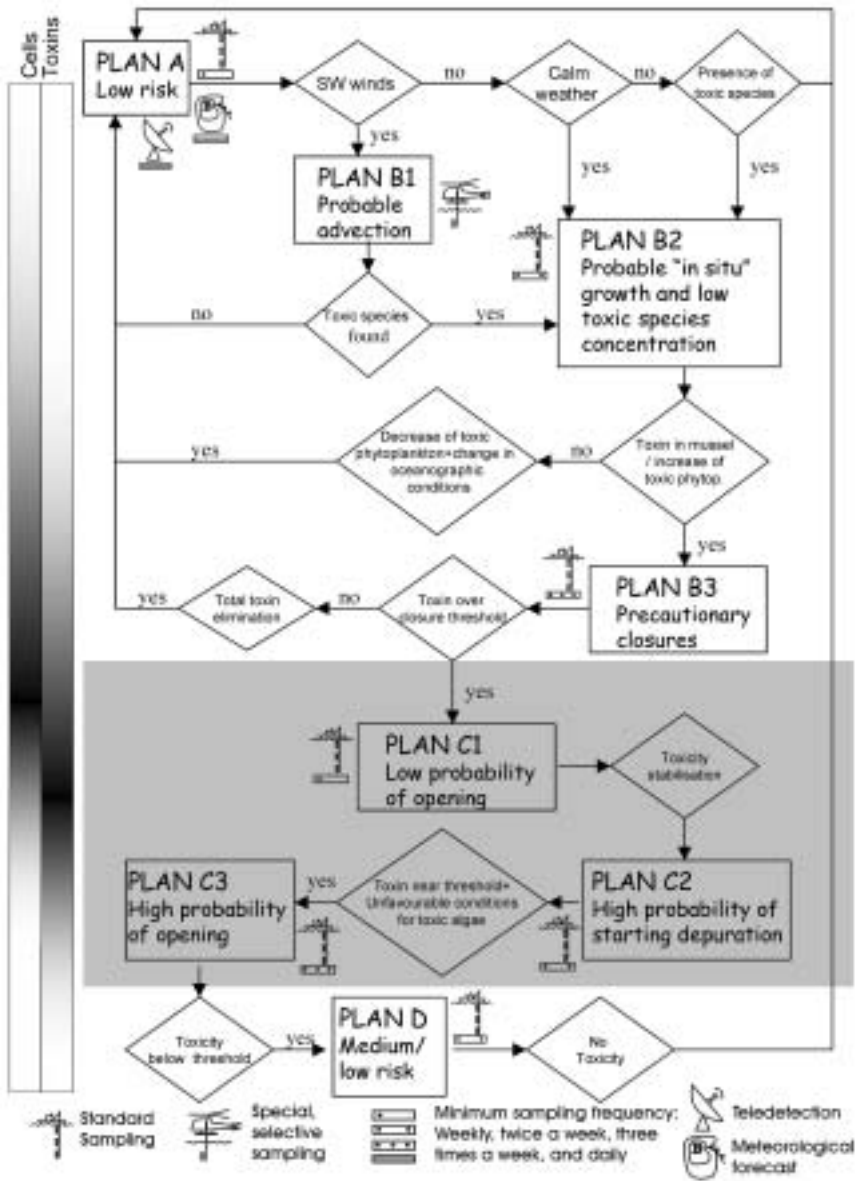 Cells
Toxins
PLAN A
Low risk
SW winds
no
Calm
weather
no
Presence of
toxic species
yes
yes
yes
PLAN B1
Probable
advection
PLAN B2
Probable "in situ"
growth and low
toxic species
concentration
no
Toxic species
found
yes
Decrease of toxic
phytoplankton+change in
oceanographic
conditions
yes
no
Toxin in mussel
/ increase of
toxic phytop.
yes
PLAN B3
Precautionary
closures
yes
Total toxin
elimination
no
Toxin over
closure threshold
yes
PLAN C1
Low probability
of opening
Toxicity
stabilisation
PLAN C3
High probability
of opening
yes
Toxin near threshold+
Unfavourable conditions
for toxic algae
PLAN C2
High probability of
starting depuration
Toxicity
below threshold
yes
PLAN D
Medium/
low risk
No
Toxicity
Standard
Sampling
Special,
selective
sampling
Minimum sampling frequency:
Weekly, twice a week, three
times a week, and daily
Teledetection
Meteorological
forecast